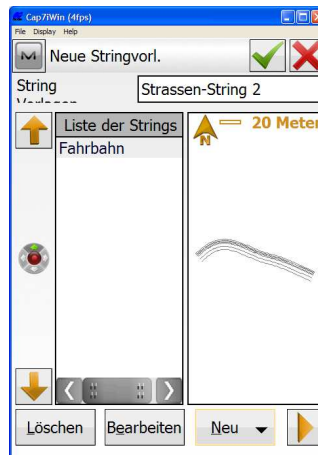 Cap7iWin (4fps)
File Display Help
Neue Stringvorl.
String
Strassen-String 2
Liste der Strings
20 Meter
N
Fahrbahn
Löschen
Bearbeiten
Neu